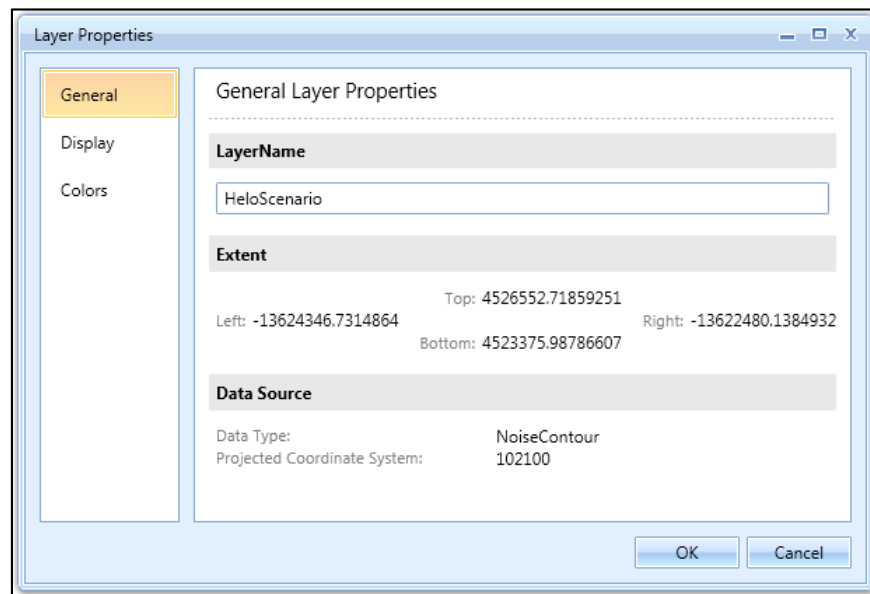 Layer Properties
General
Display
Colors
General Layer Properties
LayerName
HeloScenario
Extent
Top: 4526552.71859251
Left: -13624346.7314864
Right: -13622480.1384932
Bottom: 4523375.98786607
Data Source
Data Type: NoiseContour
Projected Coordinate System: 102100
OK Cancel